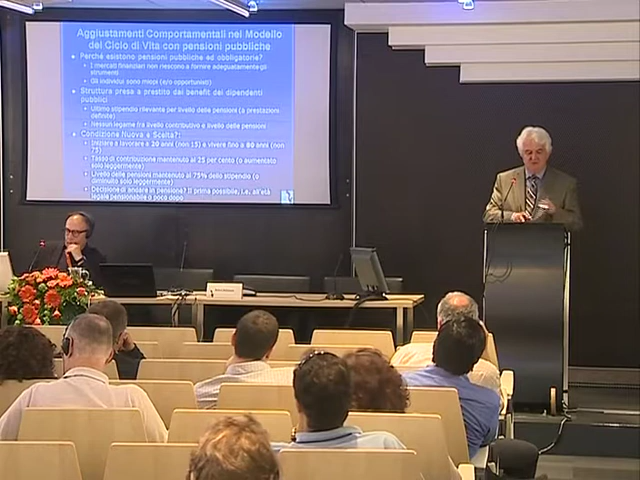 Aggiustamenti Comportamentali nel Modello
del Ciclo di Vita con pensioni pubbliche
Perché esistono pensioni pubbliche ed obbligatorie?
I mercati finanziari non riescono a fornire adeguatamente gli
strumenti
Gli individui sono miopi (e/o opportunisti)
Struttura presa a prestito dai benefit dei dipendenti
pubblici
Ultimo stipendio rilevante per livello delle pensioni (a prestazioni
definite)
Nessun legame fra livello contributivo e livello delle pensioni
Condizione Nuova e Scelta?:
Iniziare a lavorare a 20 anni (non 15) e vivere fino a 80 anni (non
Tasso di contribuzione mantenuto al 25 per cento (o aumentato
solo leggermente)
Livello delle pensioni mantenuto al 75% dello stipendio (o
diminuito solo leggermente)
Decisione di andare in pensione? Il prima possibile, i.e. all'età
legale pensionabile o poco dopo